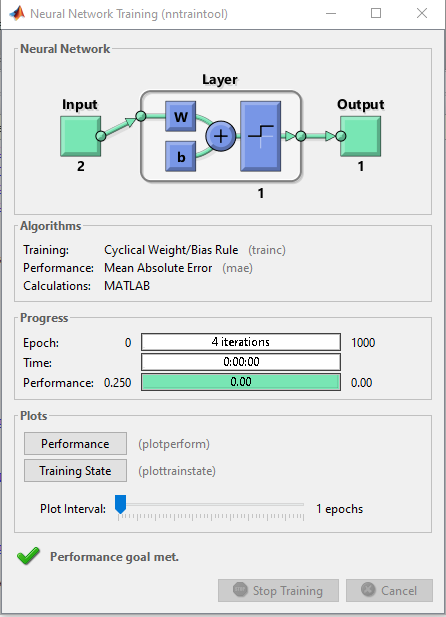 Neural Network Training (nntraintool)
Neural Network
Layer
Input
Output
W
b
+
2
1
1
Algorithms
Training: Cyclical Weight/Bias Rule (trainc)
Performance: Mean Absolute Error (mae)
Calculations: MATLAB
Progress
Epoch: 0 4 iterations 1000
Time: 0:00:00
Performance: 0.250 0.00 0.00
Plots
Performance (plotperform)
Training State (plottrainstate)
Plot Interval: 1 epochs
Performance goal met.
Stop Training Cancel